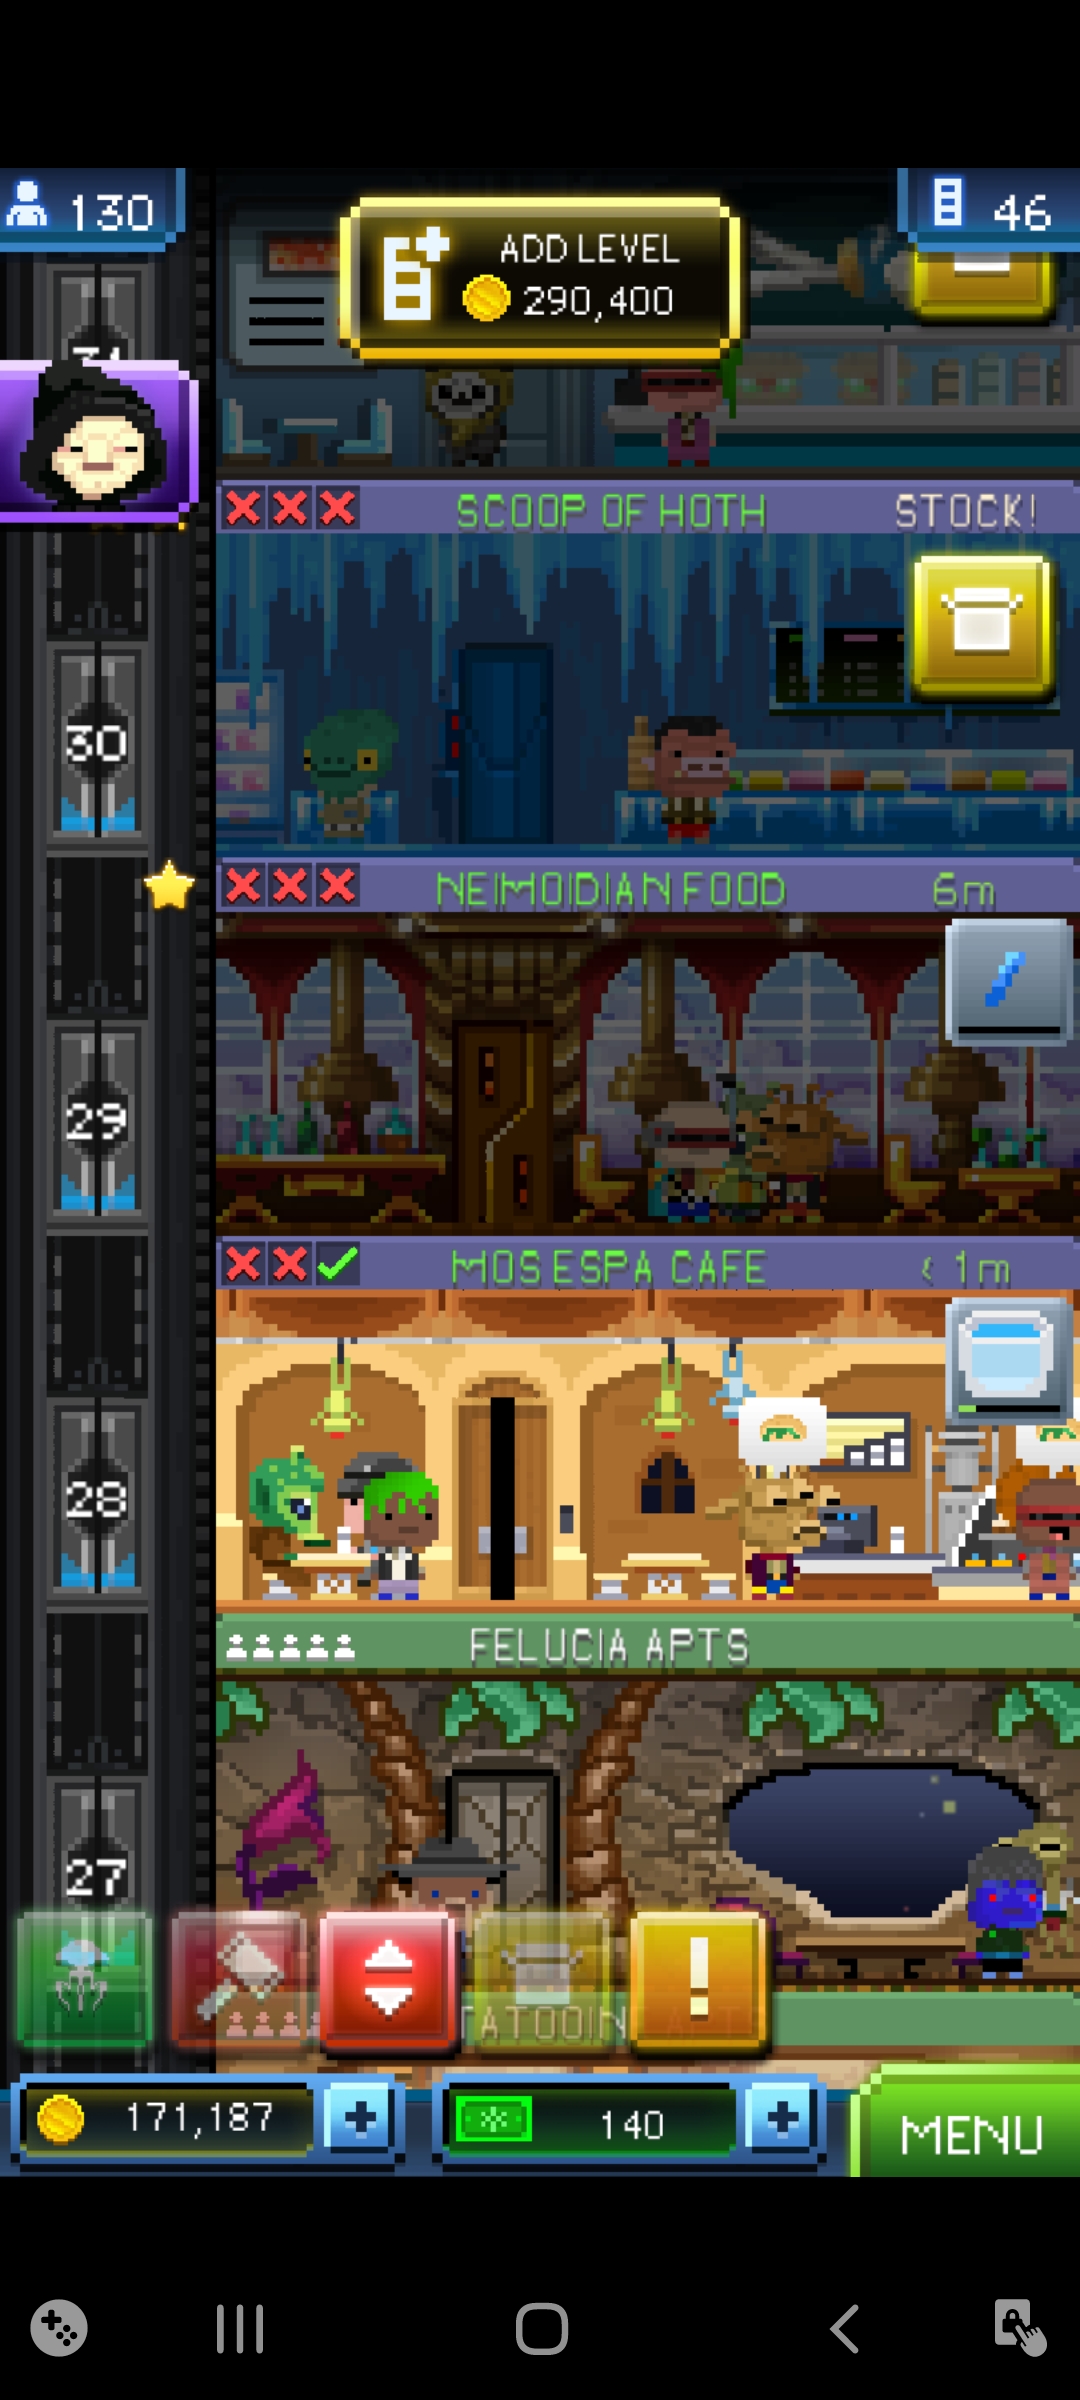 130
ADD LEVEL
290,400
46
31
SCOOP OF HOTH
STOCK!
30
NEIMOIDIAN FOOD
6m
29
MOS ESPA CAFE
< 1m
28
FELUCIA APTS
27
171,187
140
MENU